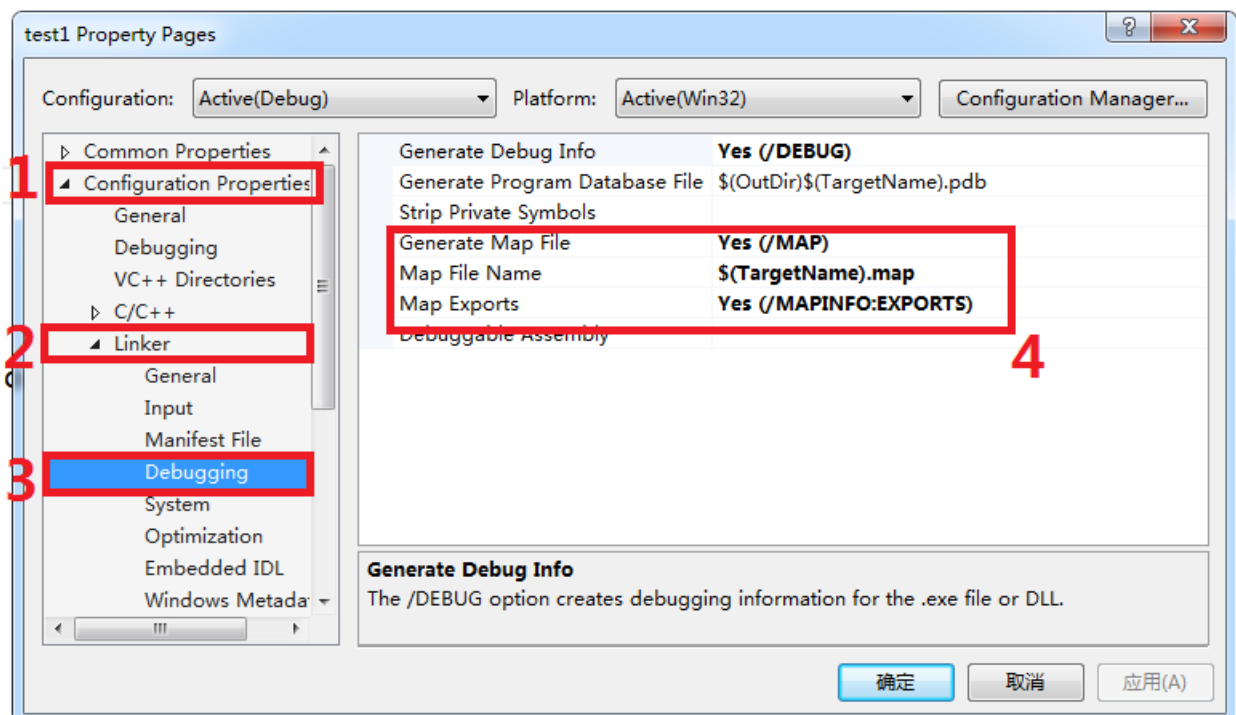 test1 Property Pages
Configuration: Active(Debug) Platform: Active(Win32) Configuration Manager...
Common Properties
1 Configuration Properties
General
Debugging
VC++ Directories
C/C++
2 Linker
General
Input
Manifest File
3 Debugging
System
Optimization
Embedded IDL
Windows Metada
Generate Debug Info Yes (/DEBUG)
Generate Program Database File $(OutDir)$(TargetName).pdb
Strip Private Symbols
Generate Map File Yes (/MAP)
Map File Name $(TargetName).map
Map Exports Yes (/MAPINFO:EXPORTS)
Debuggable Assembly
4
Generate Debug Info
The /DEBUG option creates debugging information for the .exe file or DLL.
确定 取消 应用(A)